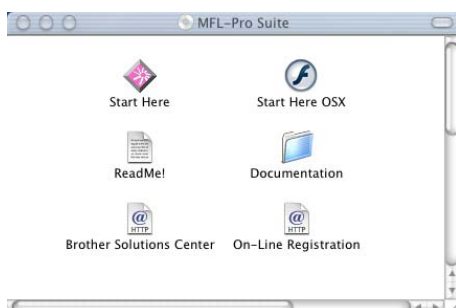 MFL-Pro Suite
Start Here
Start Here OSX
ReadMe!
Documentation
HTTP
HTTP
Brother Solutions Center
On-Line Registration